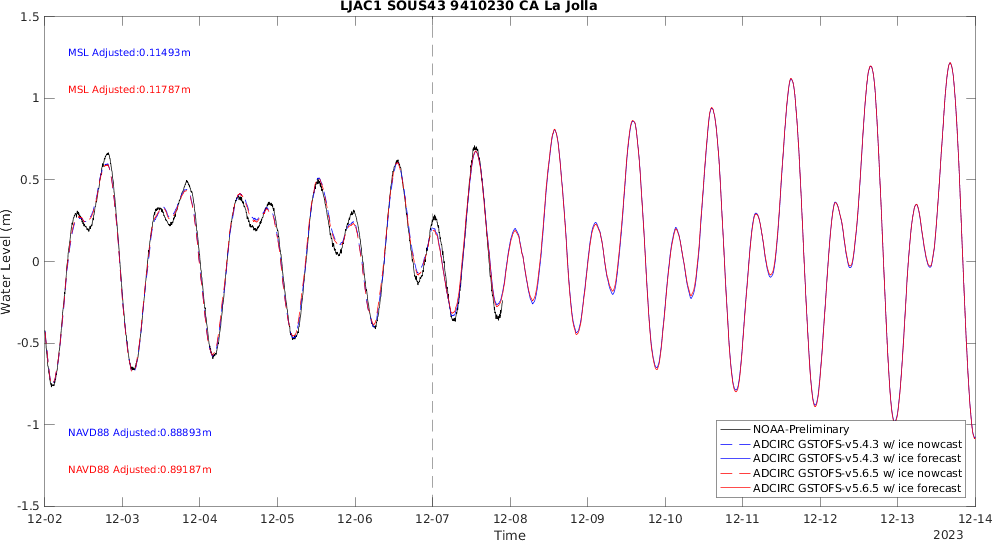 LJAC1 SOUS43 9410230 CA La Jolla
1.5
MSL Adjusted:0.11493m
MSL Adjusted:0.11787m
1
0.5
0
-0.5
-1
-1.5
Water Level (m)
NAVD88 Adjusted:0.88893m
NAVD88 Adjusted:0.89187m
NOAA-Preliminary
ADCIRC GSTOFS-v5.4.3 w/ ice nowcast
ADCIRC GSTOFS-v5.4.3 w/ ice forecast
ADCIRC GSTOFS-v5.6.5 w/ ice nowcast
ADCIRC GSTOFS-v5.6.5 w/ ice forecast
12-02 12-03 12-04 12-05 12-06 12-07 12-08 12-09 12-10 12-11 12-12 12-13 12-14
Time
2023